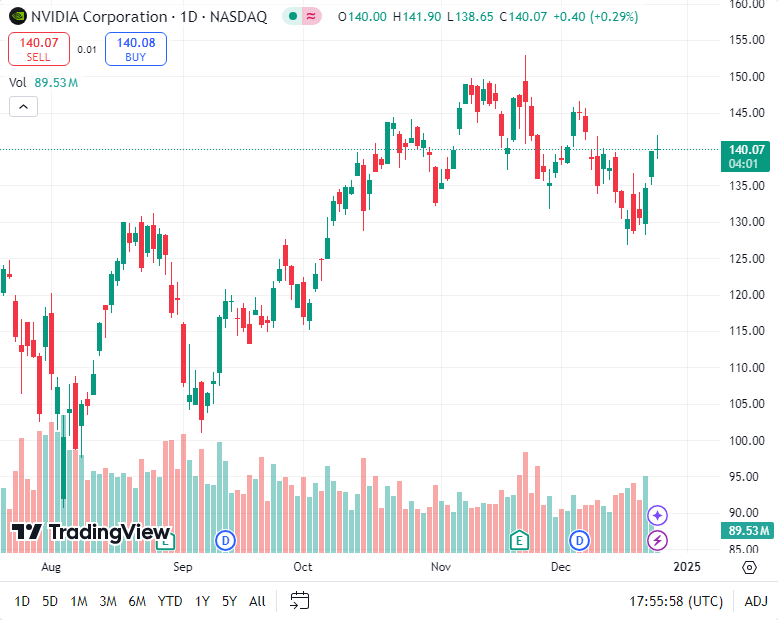 NVIDIA Corporation · 1D · NASDAQ O140.00 H141.90 L138.65 C140.07 +0.40 (+0.29%)
160.00
155.00
140.07 SELL 0.01 140.08 BUY
Vol 89.53M
150.00
145.00
140.07
04:01
135.00
130.00
125.00
120.00
115.00
110.00
105.00
100.00
95.00
90.00
89.53M
TradingView
E D E D
85.00
Aug Sep Oct Nov Dec 2025
1D 5D 1M 3M 6M YTD 1Y 5Y All 17:55:58 (UTC) ADJ